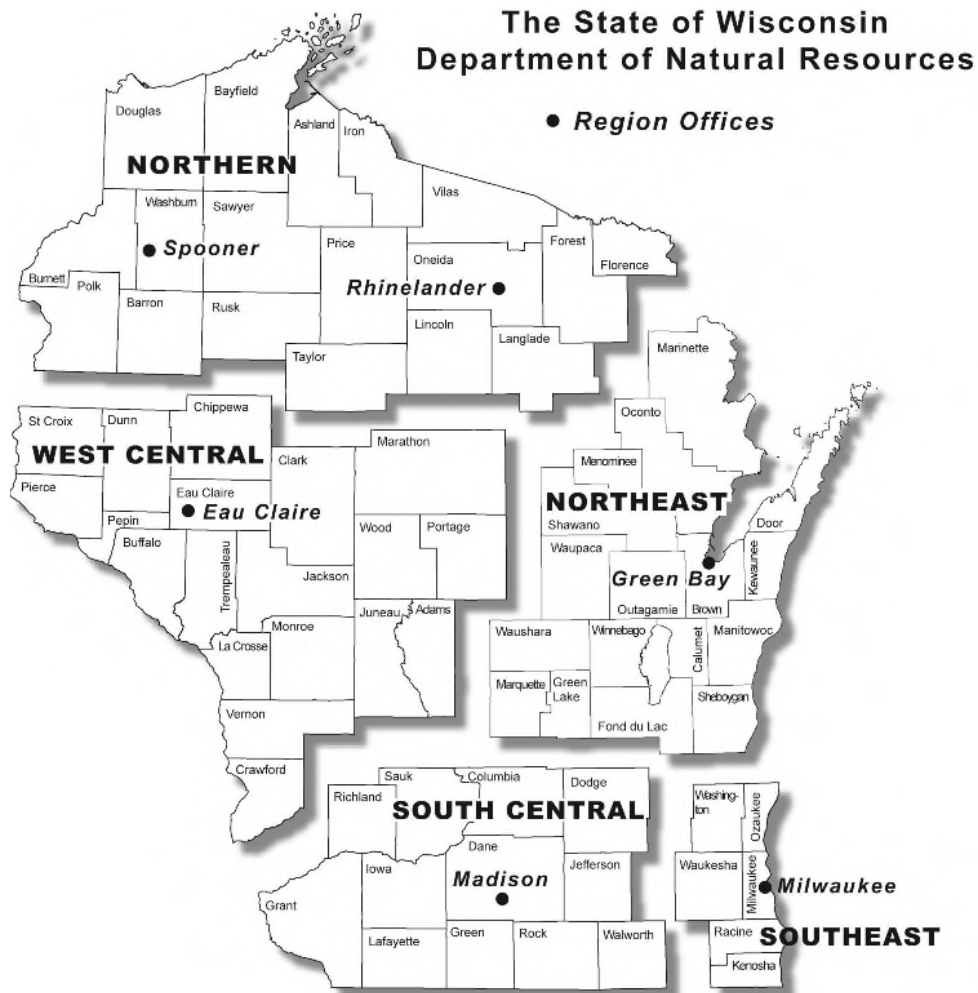 The State of Wisconsin
Department of Natural Resources
Region Offices
Bayfield
Douglas
Ashland
Iron
NORTHERN
Vilas
Washburn
Sawyer
Spooner
Price
Forest
Oneida
Florence
Burnett
Polk
Rhinelander
Barron
Rusk
Lincoln
Langlade
Taylor
Marinette
Chippewa
St Croix
Dunn
Oconto
WEST CENTRAL
Marathon
Clark
Menominee
Pierce
Eau Claire
Eau Claire
NORTHEAST
Pepin
Wood
Portage
Shawano
Door
Buffalo
Waupaca
Trempealeau
Jackson
Green Bay
Kewaunee
Juneau
Adams
Outagamie
Brown
Monroe
Waushara
Winnebago
Calumet
Manitowoc
La Crosse
Marquette
Green
Lake
Sheboygan
Vernon
Fond du Lac
Crawford
Sauk
Columbia
Dodge
Richland
SOUTH CENTRAL
Washing-
ton
Ozaukee
Dane
Iowa
Jefferson
Waukesha
Milwaukee
Madison
Milwaukee
Grant
Lafayette
Green
Rock
Walworth
Racine
SOUTHEAST
Kenosha